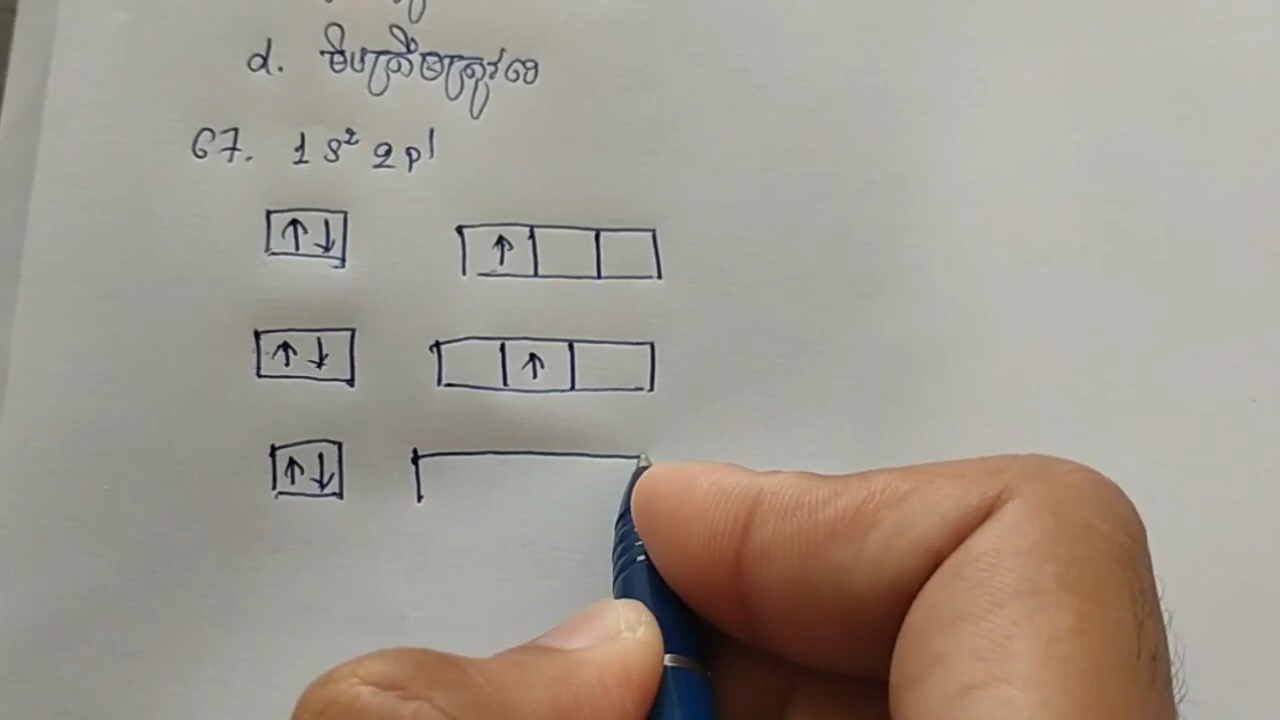 d. មិនត្រឹមត្រូវទេ
67. 1s² 2p¹
↑↓ ↑
↑↓ ↑
↑↓